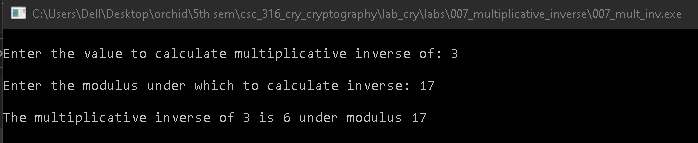 C:\Users\Dell\Desktop\orchid\5th sem\csc_316_cry_cryptography\lab_cry\labs\007_multiplicative_inverse\007_mult_inv.exe
Enter the value to calculate multiplicative inverse of: 3
Enter the modulus under which to calculate inverse: 17
The multiplicative inverse of 3 is 6 under modulus 17